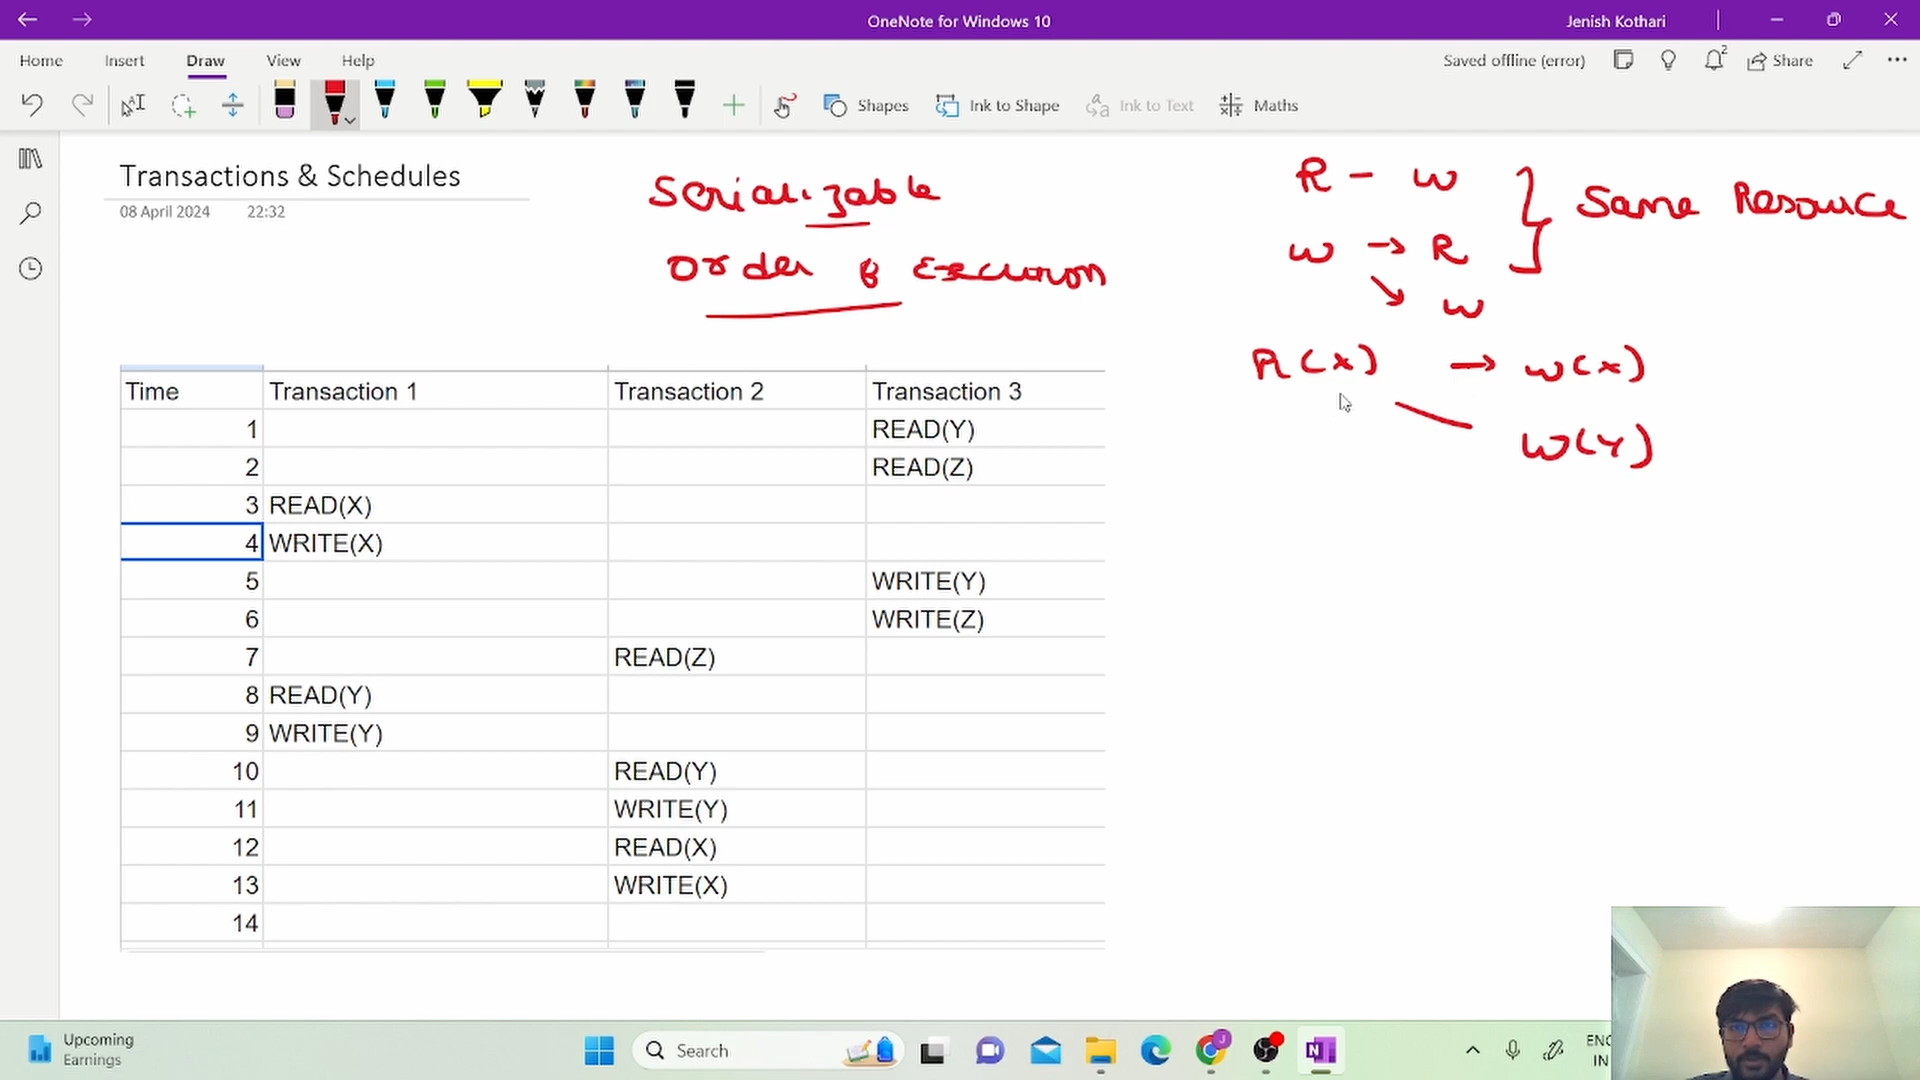 OneNote for Windows 10
Jenish Kothari
Home Insert Draw View Help
Saved offline (error)
2
Share
Shapes
Ink to Shape
Ink to Text
Maths
Transactions & Schedules
08 April 2024 22:32
Serializable
Order of Execution
R - W
W → R
W
Same Resource
R(X) → W(X)
W(Y)
Time Transaction 1 Transaction 2 Transaction 3
1 READ(Y)
2 READ(Z)
3 READ(X)
4 WRITE(X)
5 WRITE(Y)
6 WRITE(Z)
7 READ(Z)
8 READ(Y)
9 WRITE(Y)
10 READ(Y)
11 WRITE(Y)
12 READ(X)
13 WRITE(X)
14
Upcoming
Earnings
Search
J
N
ENG
IN